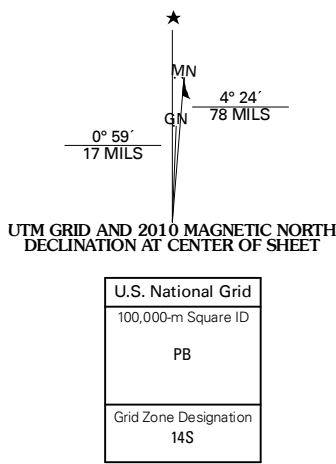 ★
MN
GN
4° 24´
78 MILS
0° 59´
17 MILS
UTM GRID AND 2010 MAGNETIC NORTH
DECLINATION AT CENTER OF SHEET
U.S. National Grid
100,000-m Square ID
PB
Grid Zone Designation
14S